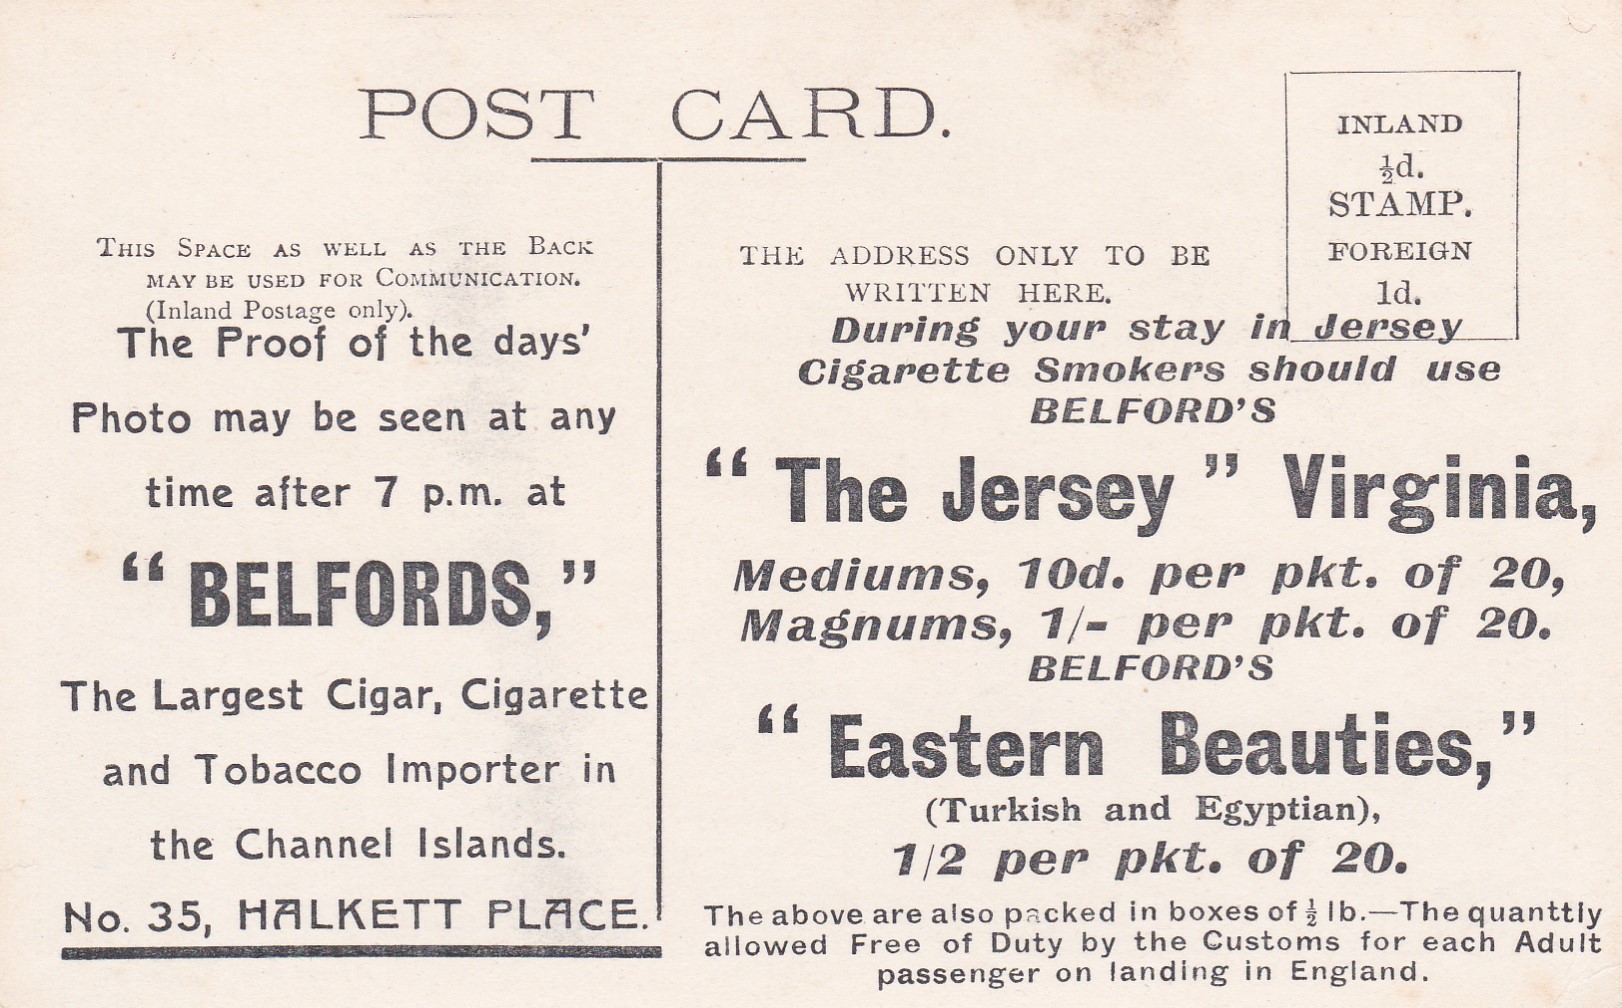 POST CARD.
INLAND
½d.
STAMP.
FOREIGN
1d.
THIS SPACE AS WELL AS THE BACK
MAY BE USED FOR COMMUNICATION.
(Inland Postage only).
The Proof of the days'
Photo may be seen at any
time after 7 p.m. at
“ BELFORDS,”
The Largest Cigar, Cigarette
and Tobacco Importer in
the Channel Islands.
No. 35, HALKETT PLACE.
THE ADDRESS ONLY TO BE
WRITTEN HERE.
During your stay in Jersey
Cigarette Smokers should use
BELFORD'S
“ The Jersey ” Virginia,
Mediums, 10d. per pkt. of 20,
Magnums, 1/- per pkt. of 20.
BELFORD'S
“ Eastern Beauties,”
(Turkish and Egyptian),
1/2 per pkt. of 20.
The above are also packed in boxes of ½ lb.—The quanttly
allowed Free of Duty by the Customs for each Adult
passenger on landing in England.